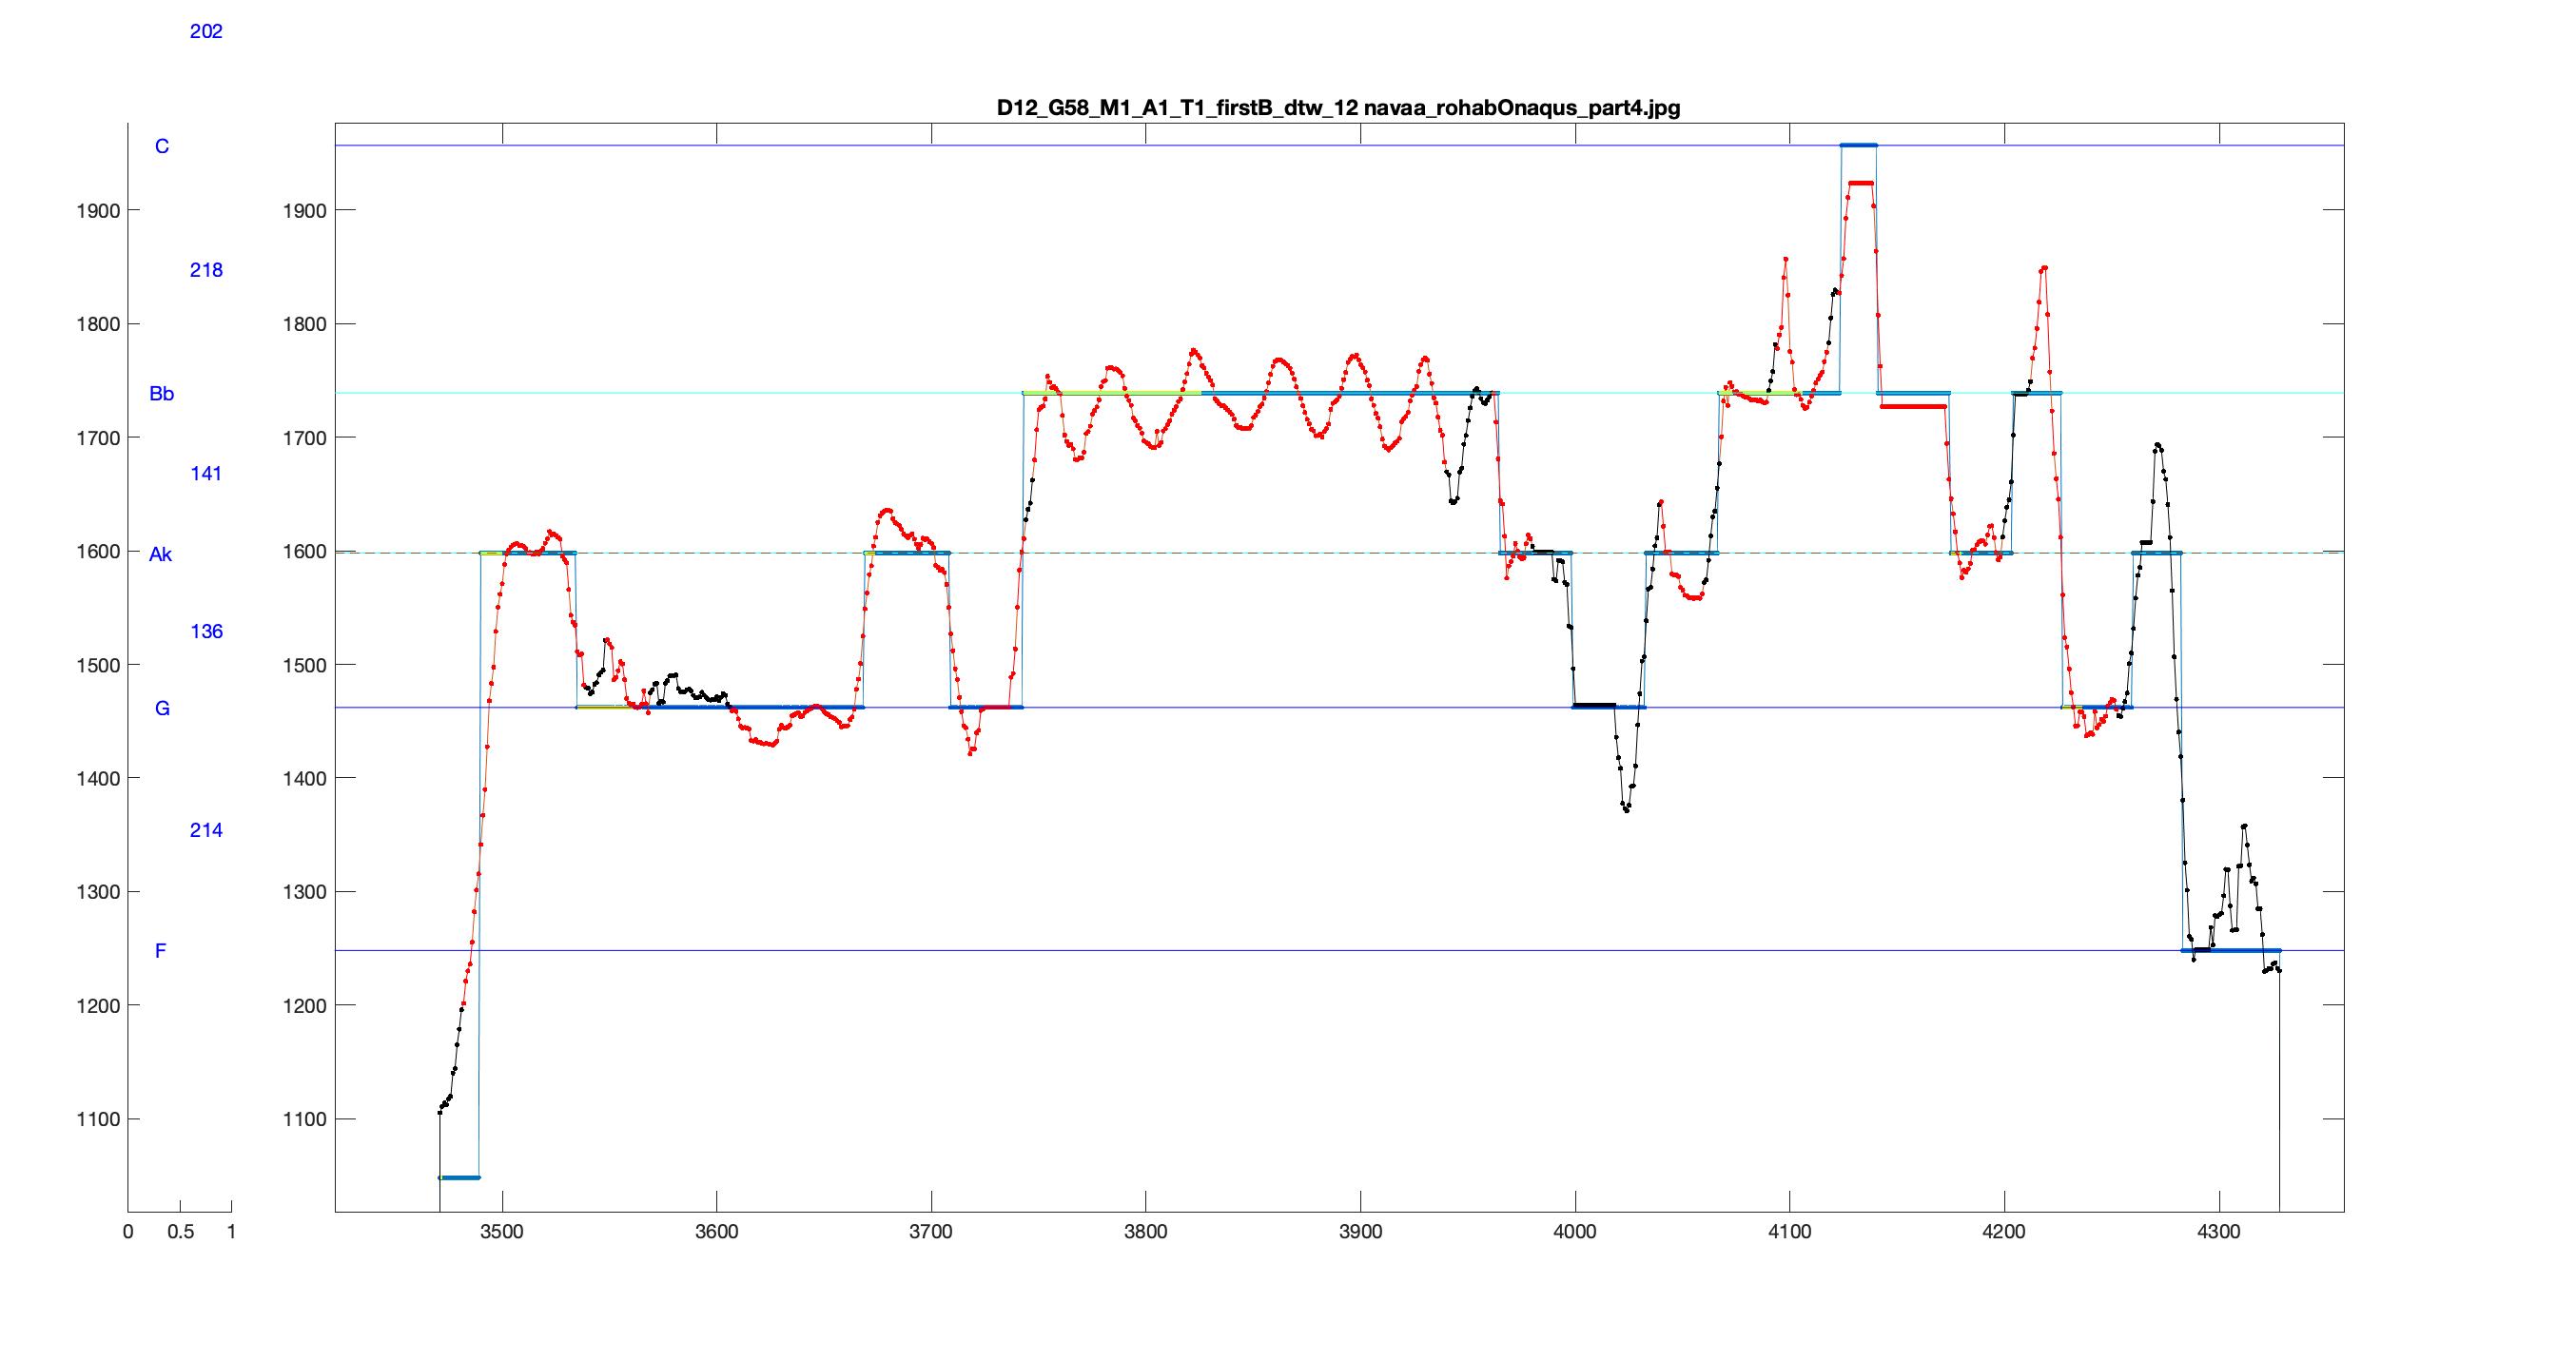 202
D12_G58_M1_A1_T1_firstB_dtw_12 navaa_rohabOnaqus_part4.jpg
C
1900 1900
218
1800 1800
Bb
1700 1700
141
1600 1600
Ak
136
1500 1500
G
1400 1400
214
1300 1300
F
1200 1200
1100 1100
0 0.5 1 3500 3600 3700 3800 3900 4000 4100 4200 4300